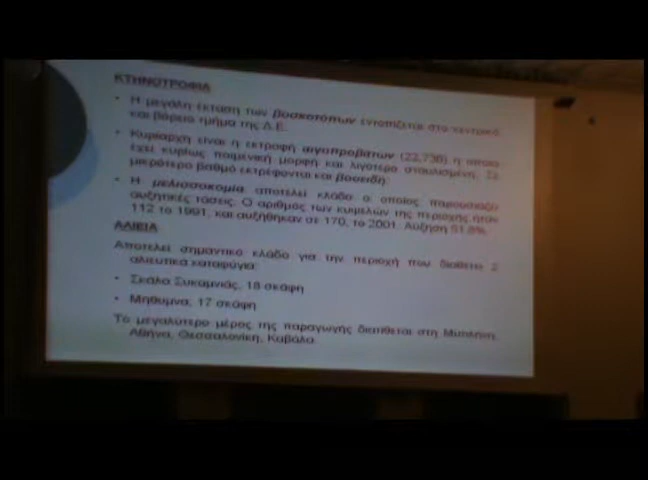 ΚΤΗΝΟΤΡΟΦΙΑ
• Η μεγάλη έκταση των βοσκοτόπων εντοπίζεται στο κεντρικό
και βόρειο τμήμα της Δ.Ε.
• Κυρίαρχη είναι η εκτροφή αιγοπροβάτων (22,738) η οποία
έχει κυρίως ποιμενική μορφή και λιγότερο σταυλισμένη. Σε
μικρότερο βαθμό εκτρέφονται και βοοειδή.
• Η μελισσοκομία αποτελεί κλάδο ο οποίος παρουσιάζει
αυξητικές τάσεις. Ο αριθμός των κυψελών της περιοχής ήταν
112 το 1991, και αυξήθηκαν σε 170, το 2001. Αύξηση 51,8%.
ΑΛΙΕΙΑ
Αποτελεί σημαντικό κλάδο για την περιοχή που διαθέτει 2
αλιευτικά καταφύγια:
• Σκάλα Συκαμνιάς, 18 σκάφη
• Μήθυμνα, 17 σκάφη
Το μεγαλύτερο μέρος της παραγωγής διατίθεται στη Μυτιλήνη,
Αθήνα, Θεσσαλονίκη, Καβάλα.